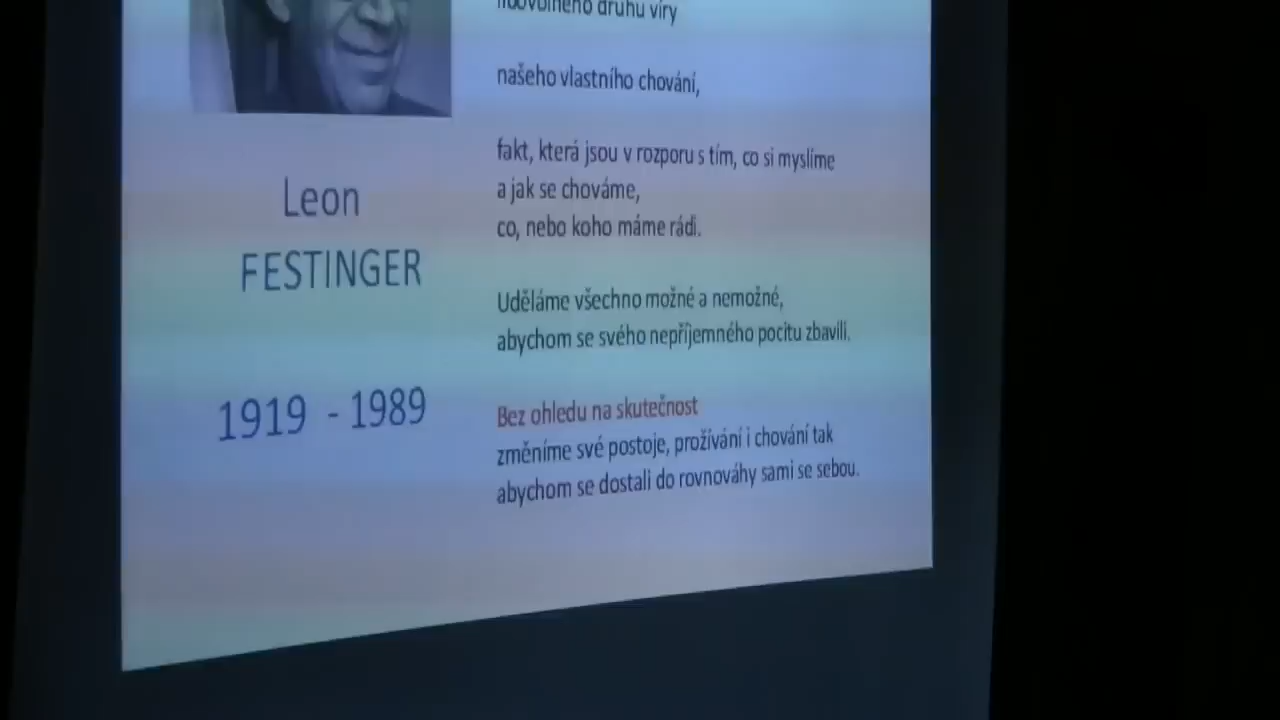 druhu víry
našeho vlastního chování,
fakt, která jsou v rozporu s tím, co si myslíme
a jak se chováme,
co, nebo koho máme rádi.
Uděláme všechno možné a nemožné,
abychom se svého nepříjemného pocitu zbavili.
Bez ohledu na skutečnost
změníme své postoje, prožívání i chování tak
abychom se dostali do rovnováhy sami se sebou.
Leon
FESTINGER
1919 - 1989